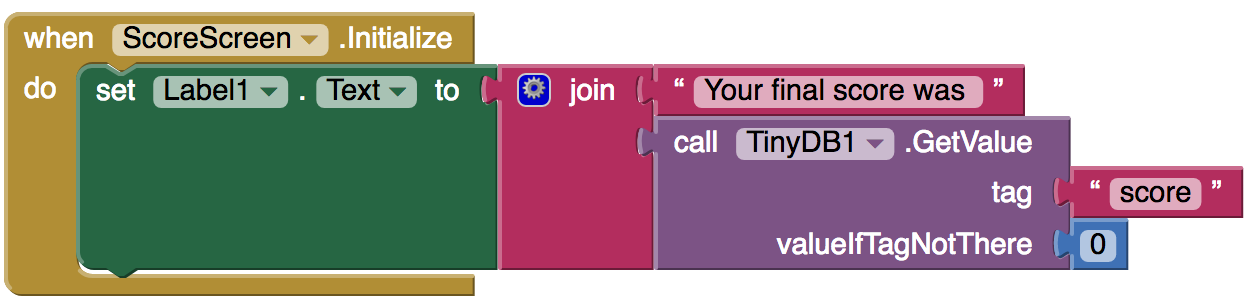 when ScoreScreen .Initialize
do set Label1 . Text to join “ Your final score was ”
call TinyDB1 .GetValue
tag “ score ”
valueIfTagNotThere 0